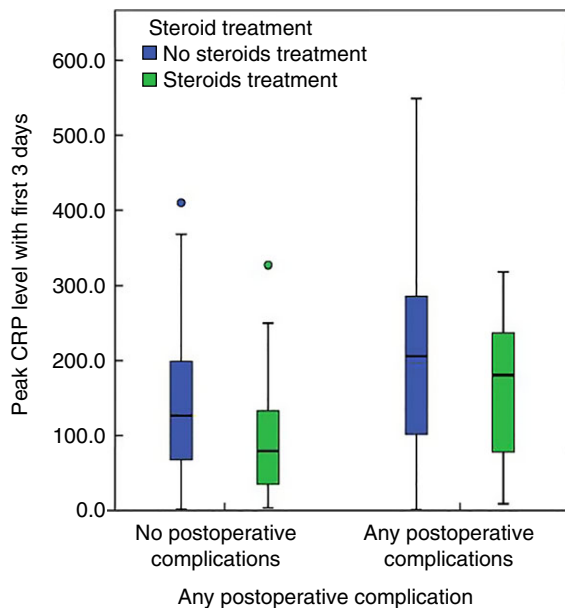 Steroid treatment
No steroids treatment
Steroids treatment
Peak CRP level with first 3 days
600.0
500.0
400.0
300.0
200.0
100.0
0.0
No postoperative
complications
Any postoperative
complications
Any postoperative complication